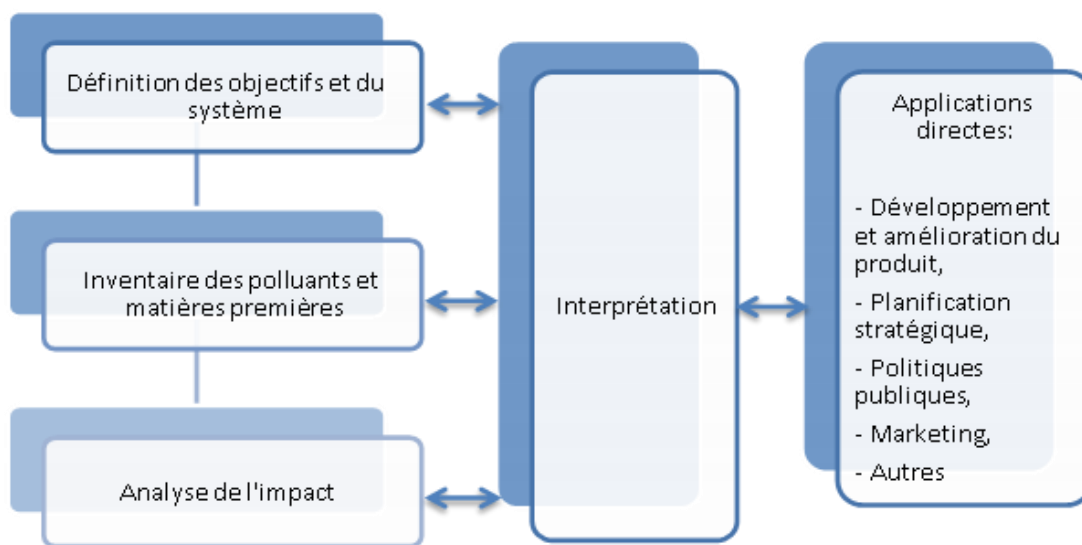 Définition des objectifs et du
système
Inventaire des polluants et
matières premières
Analyse de l'impact
Interprétation
Applications
directes:
- Développement
et amélioration du
produit,
- Planification
stratégique,
- Politiques
publiques,
- Marketing,
- Autres